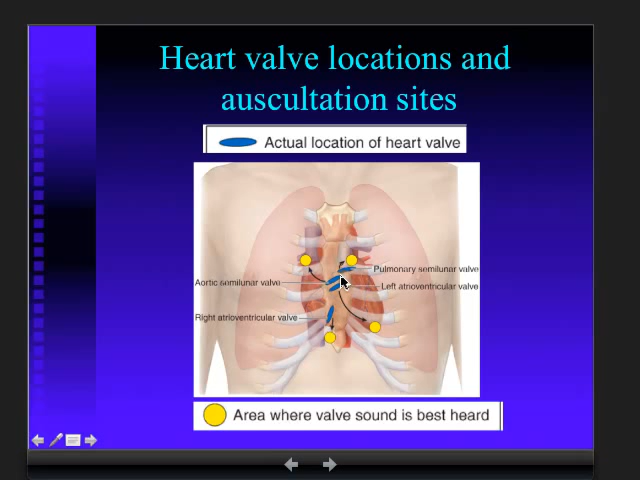 Heart valve locations and
auscultation sites
Actual location of heart valve
Pulmonary semilunar valve
Aortic semilunar valve
Left atrioventricular valve
Right atrioventricular valve
Area where valve sound is best heard